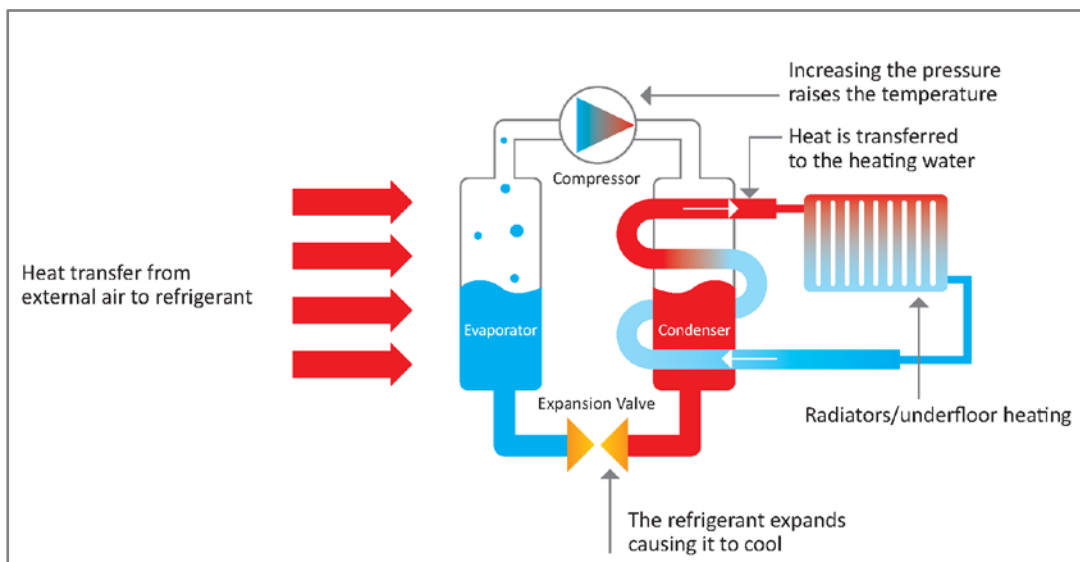 Increasing the pressure
raises the temperature
Heat is transferred
to the heating water
Compressor
Heat transfer from
external air to refrigerant
Evaporator
Condenser
Expansion Valve
Radiators/underfloor heating
The refrigerant expands
causing it to cool